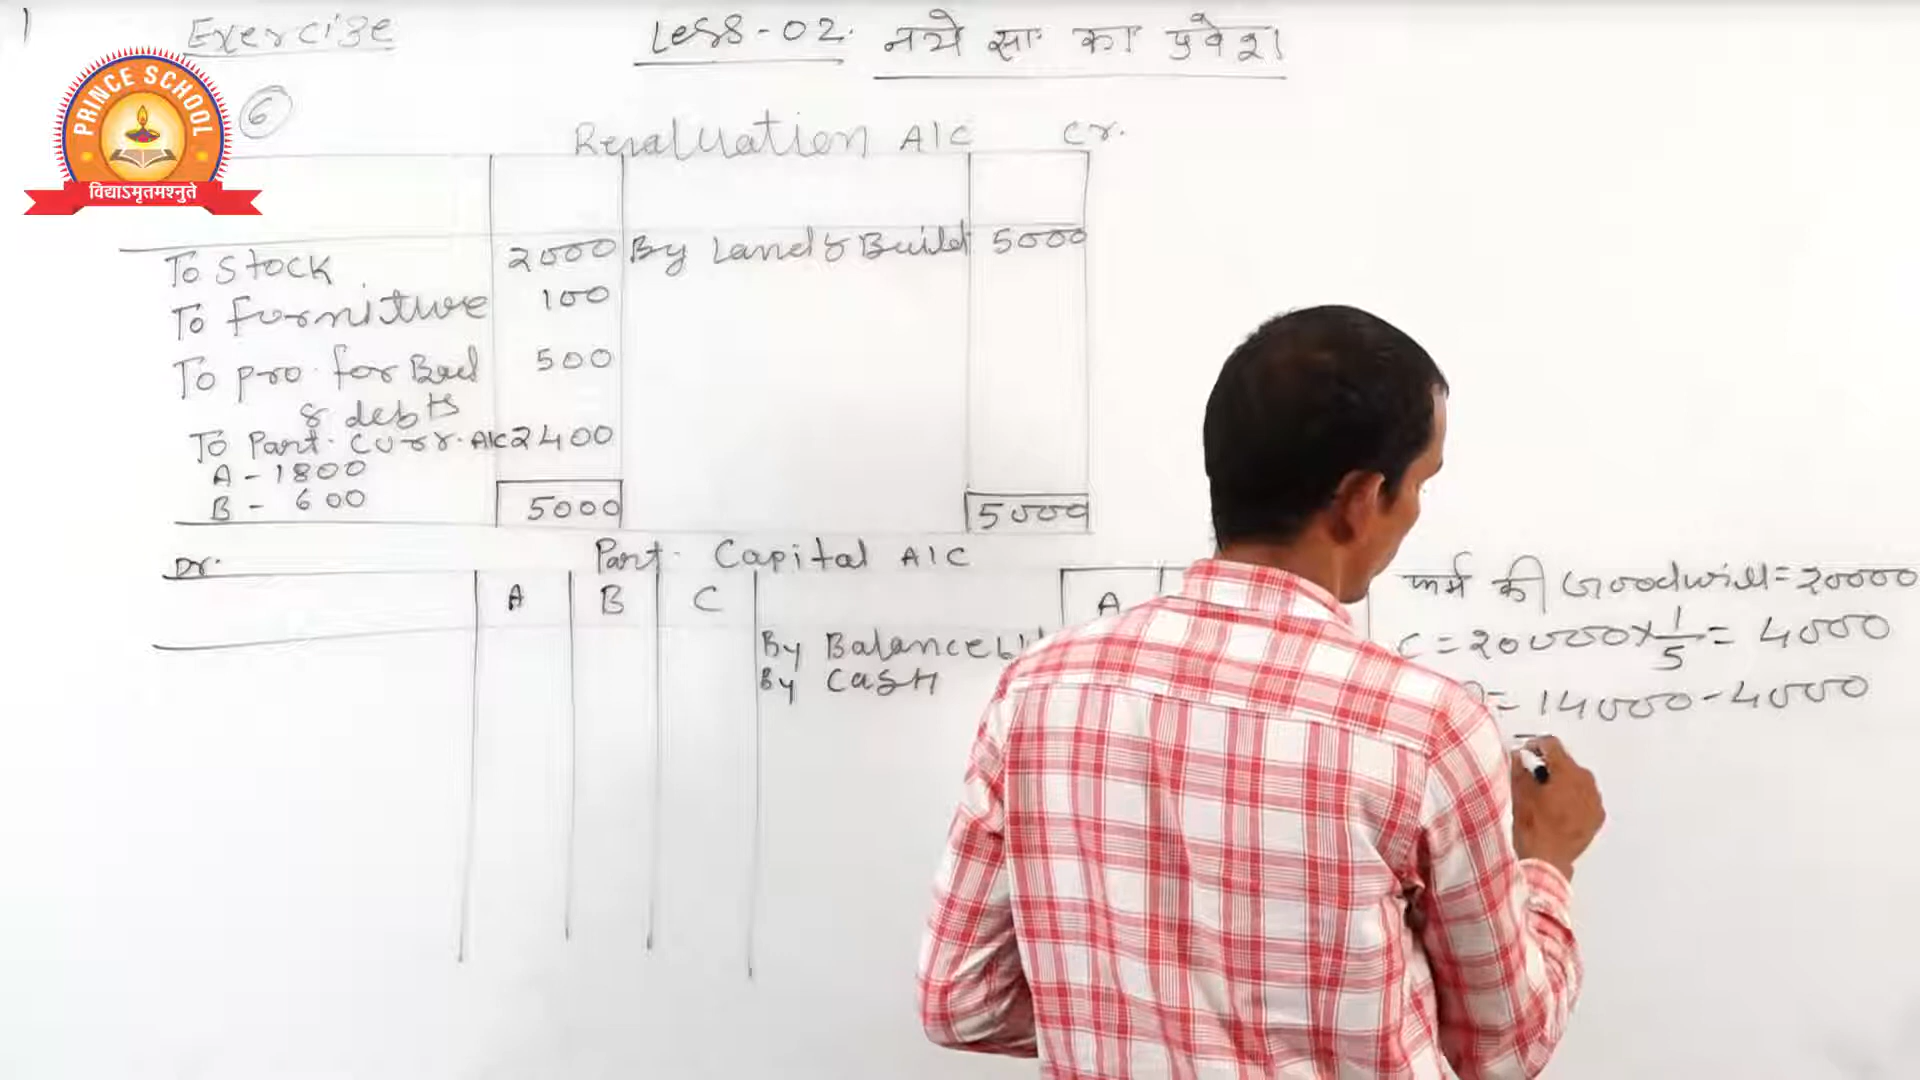 Exercise
Less-02. नये सा॰ का प्रवेश।
PRINCE SCHOOL
विद्याऽमृतमश्नुते
6
Revaluation A/C Cr.
To Stock 2000 By Land & Build 5000
To Furniture 100
To pro. for Bad 500
& debts
To Part. Curr. A/C 2400
A - 1800
B - 600
5000 5000
Dr. Part. Capital A/C
A B C A
By Balance b/
By Cash
फर्म की Goodwill = 20000
C = 20000 × 1/5 = 4000
= 14000 - 4000